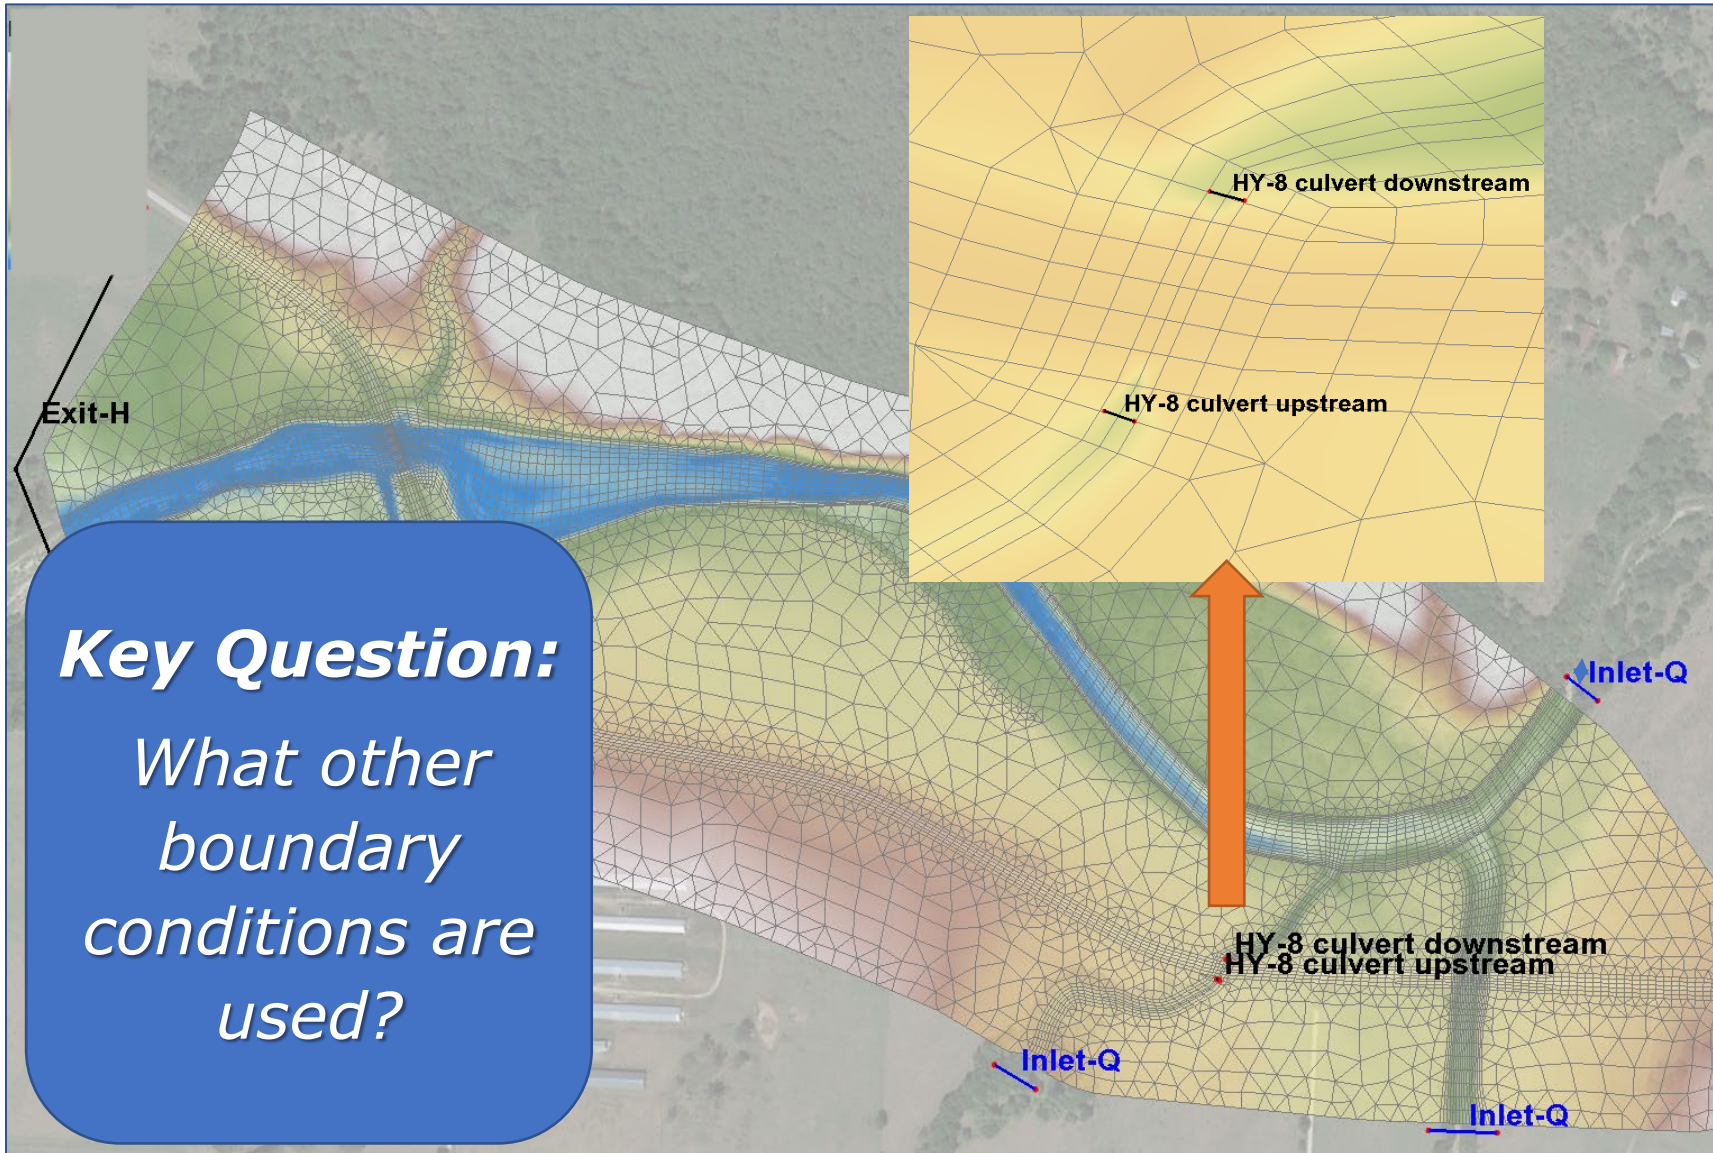 HY-8 culvert downstream
HY-8 culvert upstream
Exit-H
Key Question:
What other
boundary
conditions are
used?
Inlet-Q
HY-8 culvert downstream
HY-8 culvert upstream
Inlet-Q
Inlet-Q